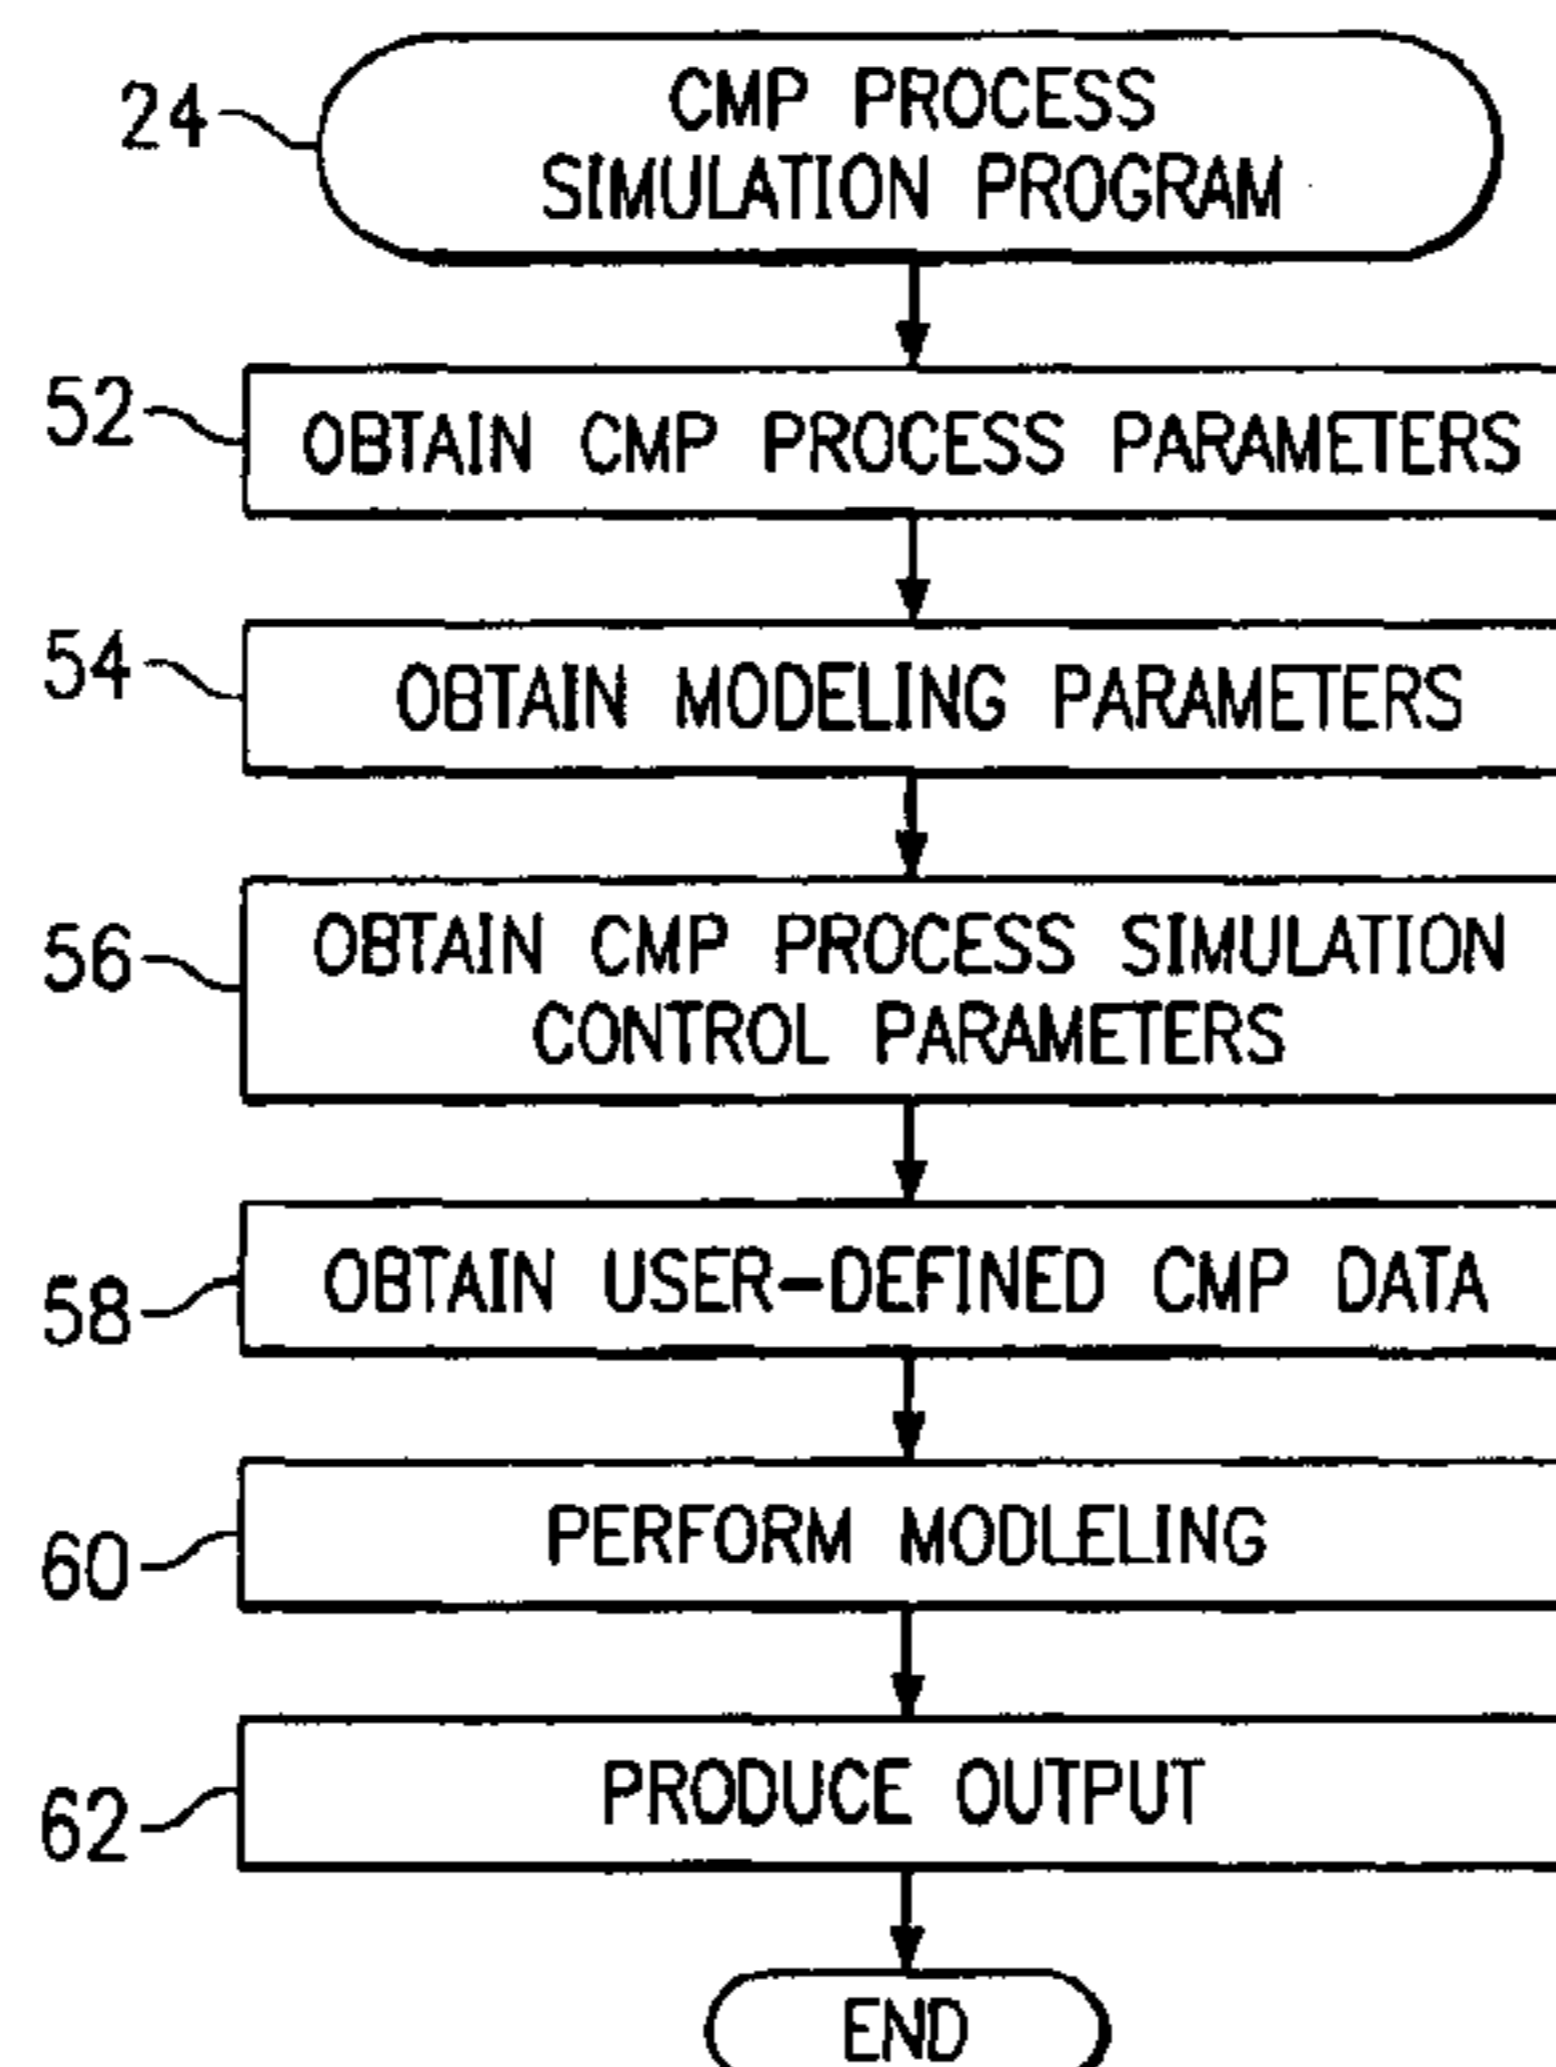 24
CMP PROCESS
SIMULATION PROGRAM
52
OBTAIN CMP PROCESS PARAMETERS
54
OBTAIN MODELING PARAMETERS
56
OBTAIN CMP PROCESS SIMULATION
CONTROL PARAMETERS
58
OBTAIN USER-DEFINED CMP DATA
60
PERFORM MODLELING
62
PRODUCE OUTPUT
END